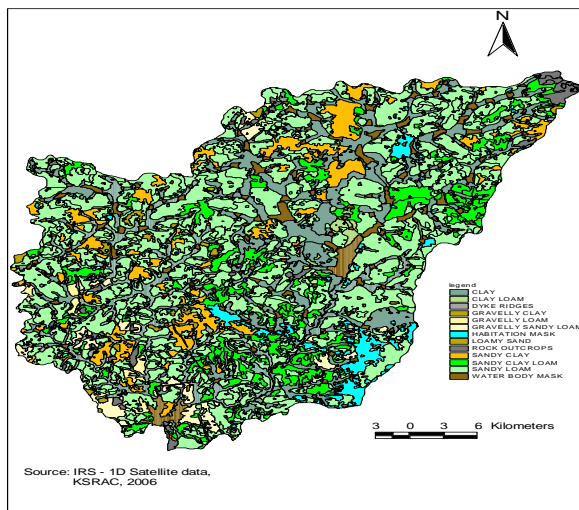 N
legend
CLAY
CLAY LOAM
DYKE RIDGES
GRAVELLY CLAY
GRAVELLY LOAM
GRAVELLY SANDY LOAM
HABITATION MASK
LOAMY SAND
ROCK OUTCROPS
SANDY CLAY
SANDY CLAY LOAM
SANDY LOAM
WATER BODY MASK
3 0 3 6 Kilometers
Source: IRS - 1D Satellite data,
KSRAC, 2006